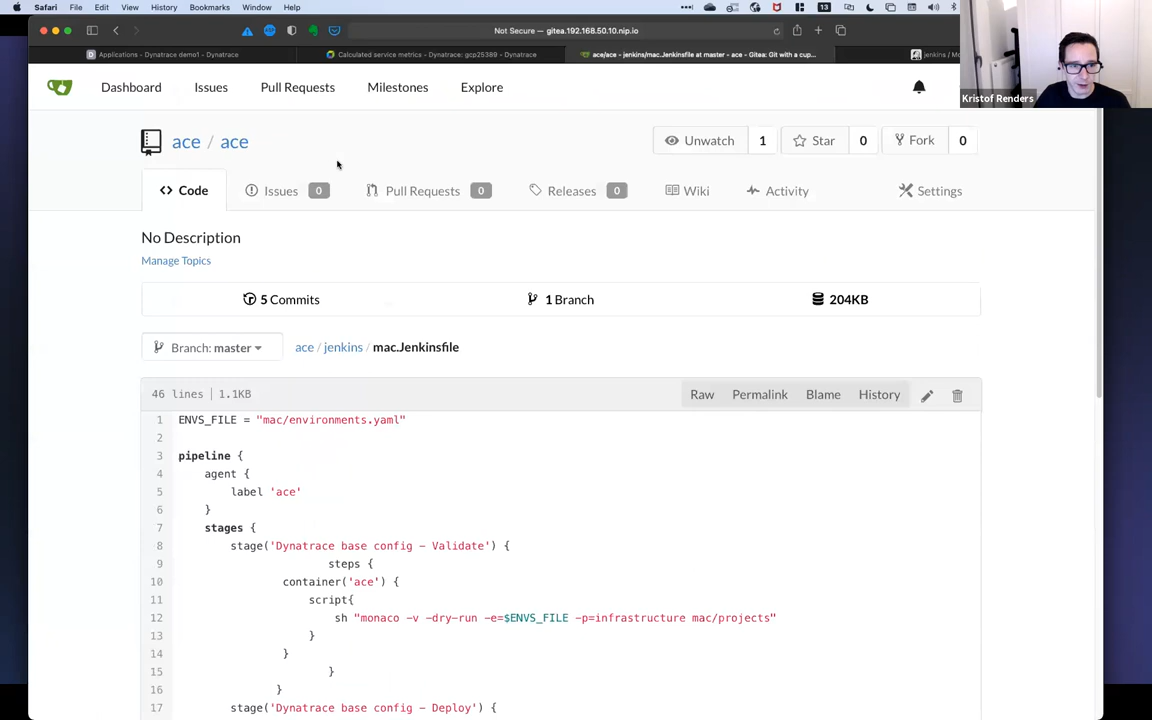 Safari File Edit View History Bookmarks Window Help 13
Not Secure — gitea.192.168.50.10.nip.io
Applications - Dynatrace demo1 - Dynatrace Calculated service metrics - Dynatrace: gcp25389 - Dynatrace ace/ace - jenkins/mac.Jenkinsfile at master - ace - Gitea: Git with a cup... jenkins / Mo
Kristof Renders
Dashboard Issues Pull Requests Milestones Explore
ace / ace Unwatch 1 Star 0 Fork 0
Code Issues 0 Pull Requests 0 Releases 0 Wiki Activity Settings
No Description
Manage Topics
5 Commits 1 Branch 204KB
Branch: master ace / jenkins / mac.Jenkinsfile
46 lines | 1.1KB Raw Permalink Blame History
1 ENVS_FILE = "mac/environments.yaml"
2
3 pipeline {
4 agent {
5 label 'ace'
6 }
7 stages {
8 stage('Dynatrace base config - Validate') {
9 steps {
10 container('ace') {
11 script{
12 sh "monaco -v -dry-run -e=$ENVS_FILE -p=infrastructure mac/projects"
13 }
14 }
15 }
16 }
17 stage('Dynatrace base config - Deploy') {